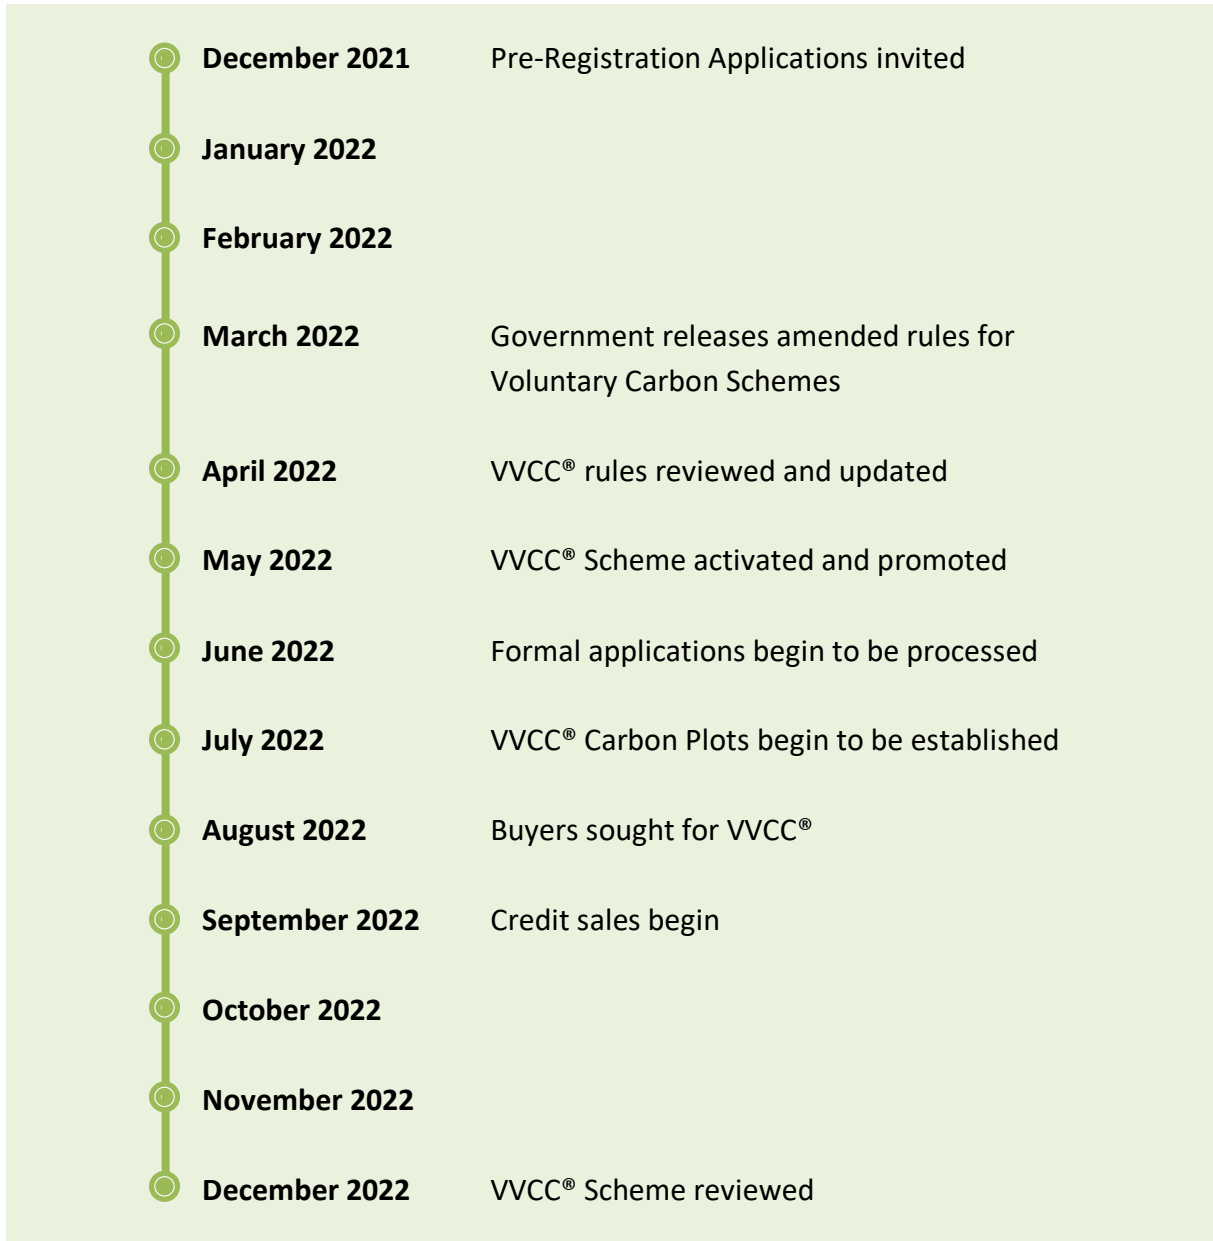 December 2021 Pre-Registration Applications invited
January 2022
February 2022
March 2022 Government releases amended rules for
Voluntary Carbon Schemes
April 2022 VVCC® rules reviewed and updated
May 2022 VVCC® Scheme activated and promoted
June 2022 Formal applications begin to be processed
July 2022 VVCC® Carbon Plots begin to be established
August 2022 Buyers sought for VVCC®
September 2022 Credit sales begin
October 2022
November 2022
December 2022 VVCC® Scheme reviewed